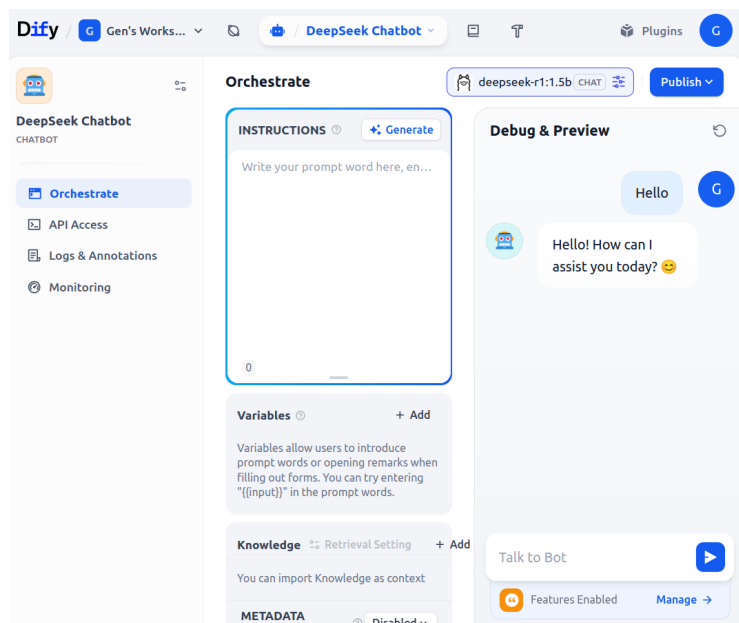 Dify / G Gen's Works... / DeepSeek Chatbot Plugins G
DeepSeek Chatbot
CHATBOT
Orchestrate
API Access
Logs & Annotations
Monitoring
Orchestrate
deepseek-r1:1.5b CHAT
Publish
INSTRUCTIONS Generate
Write your prompt word here, en...
0
Variables + Add
Variables allow users to introduce
prompt words or opening remarks when
filling out forms. You can try entering
"{{input}}" in the prompt words.
Knowledge Retrieval Setting + Add
You can import Knowledge as context
METADATA
Disabled
Debug & Preview
Hello G
Hello! How can I
assist you today? 😊
Talk to Bot
Features Enabled Manage →